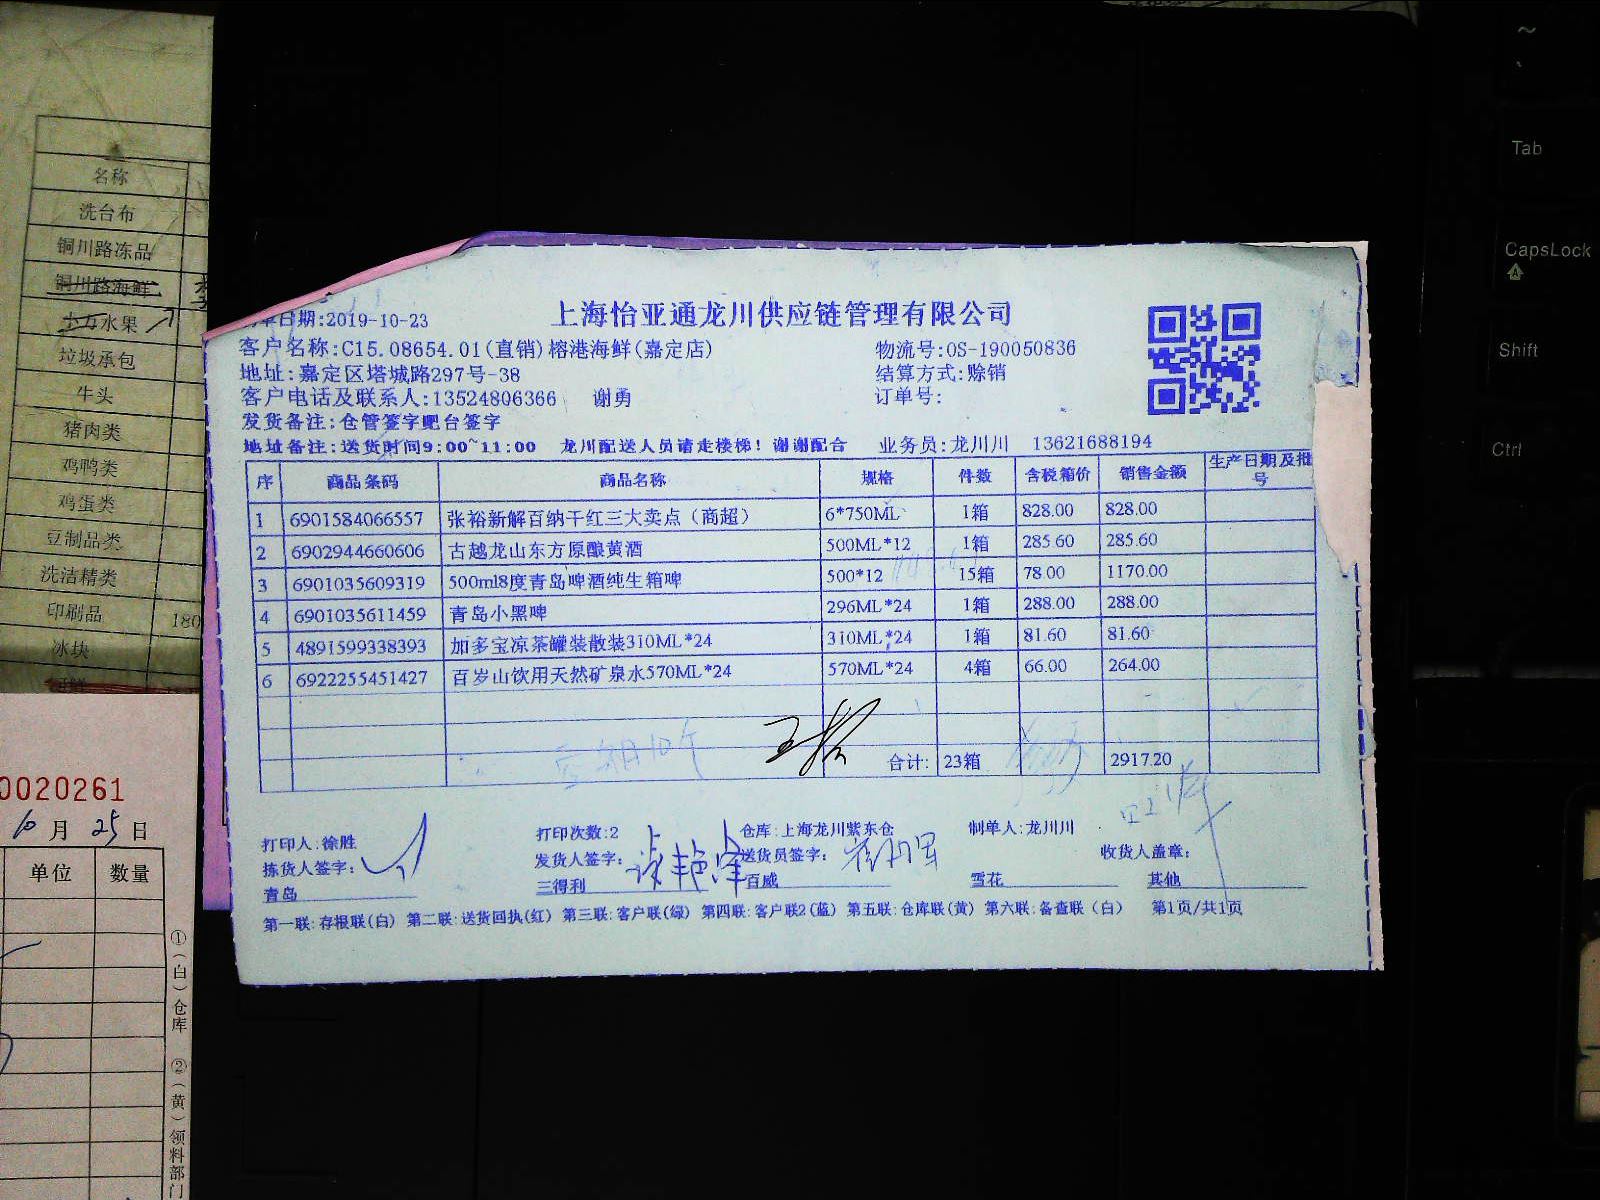 名称
洗台布
铜川路冻品
铜川路海鲜
水果
垃圾承包
牛头
猪肉类
鸡鸭类
鸡蛋类
豆制品类
洗洁精类
印刷品 180
冰块
0020261
10 月 25 日
单位 数量
①(白)仓库 ②(黄)领料部门
日期:2019-10-23 上海怡亚通龙川供应链管理有限公司
客户名称:C15.08654.01(直销)榕港海鲜(嘉定店) 物流号:OS-190050836
地址:嘉定区塔城路297号-38 结算方式:赊销
客户电话及联系人:13524806366 谢勇 订单号:
发货备注:仓管签字吧台签字
地址备注:送货时间9:00~11:00 龙川配送人员请走楼梯!谢谢配合 业务员:龙川川 13621688194
序 商品条码 商品名称 规格 件数 含税箱价 销售金额 生产日期及批号
1 6901584066557 张裕新解百纳干红三大卖点(商超) 6*750ML 1箱 828.00 828.00
2 6902944660606 古越龙山东方原酿黄酒 500ML*12 1箱 285.60 285.60
3 6901035609319 500ml8度青岛啤酒纯生箱啤 500*12 15箱 78.00 1170.00
4 6901035611459 青岛小黑啤 296ML*24 1箱 288.00 288.00
5 4891599338393 加多宝凉茶罐装散装310ML*24 310ML*24 1箱 81.60 81.60
6 6922255451427 百岁山饮用天然矿泉水570ML*24 570ML*24 4箱 66.00 264.00
合计: 23箱 2917.20
打印人:徐胜 打印次数:2 仓库:上海龙川紫东仓 制单人:龙川川
拣货人签字: 发货人签字: 送货员签字: 收货人盖章:
青岛 三得利 百威 雪花 其他
第一联:存根联(白) 第二联:送货回执(红) 第三联:客户联(绿) 第四联:客户联2(蓝) 第五联:仓库联(黄) 第六联:备查联(白) 第1页/共1页
~
Tab
CapsLock
Shift
Ctrl